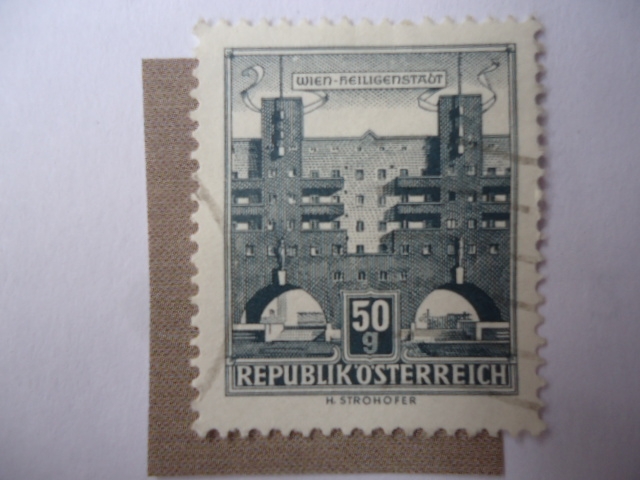 WIEN-HEILIGENSTADT
50
g
REPUBLIK ÖSTERREICH
H. STROHOFER